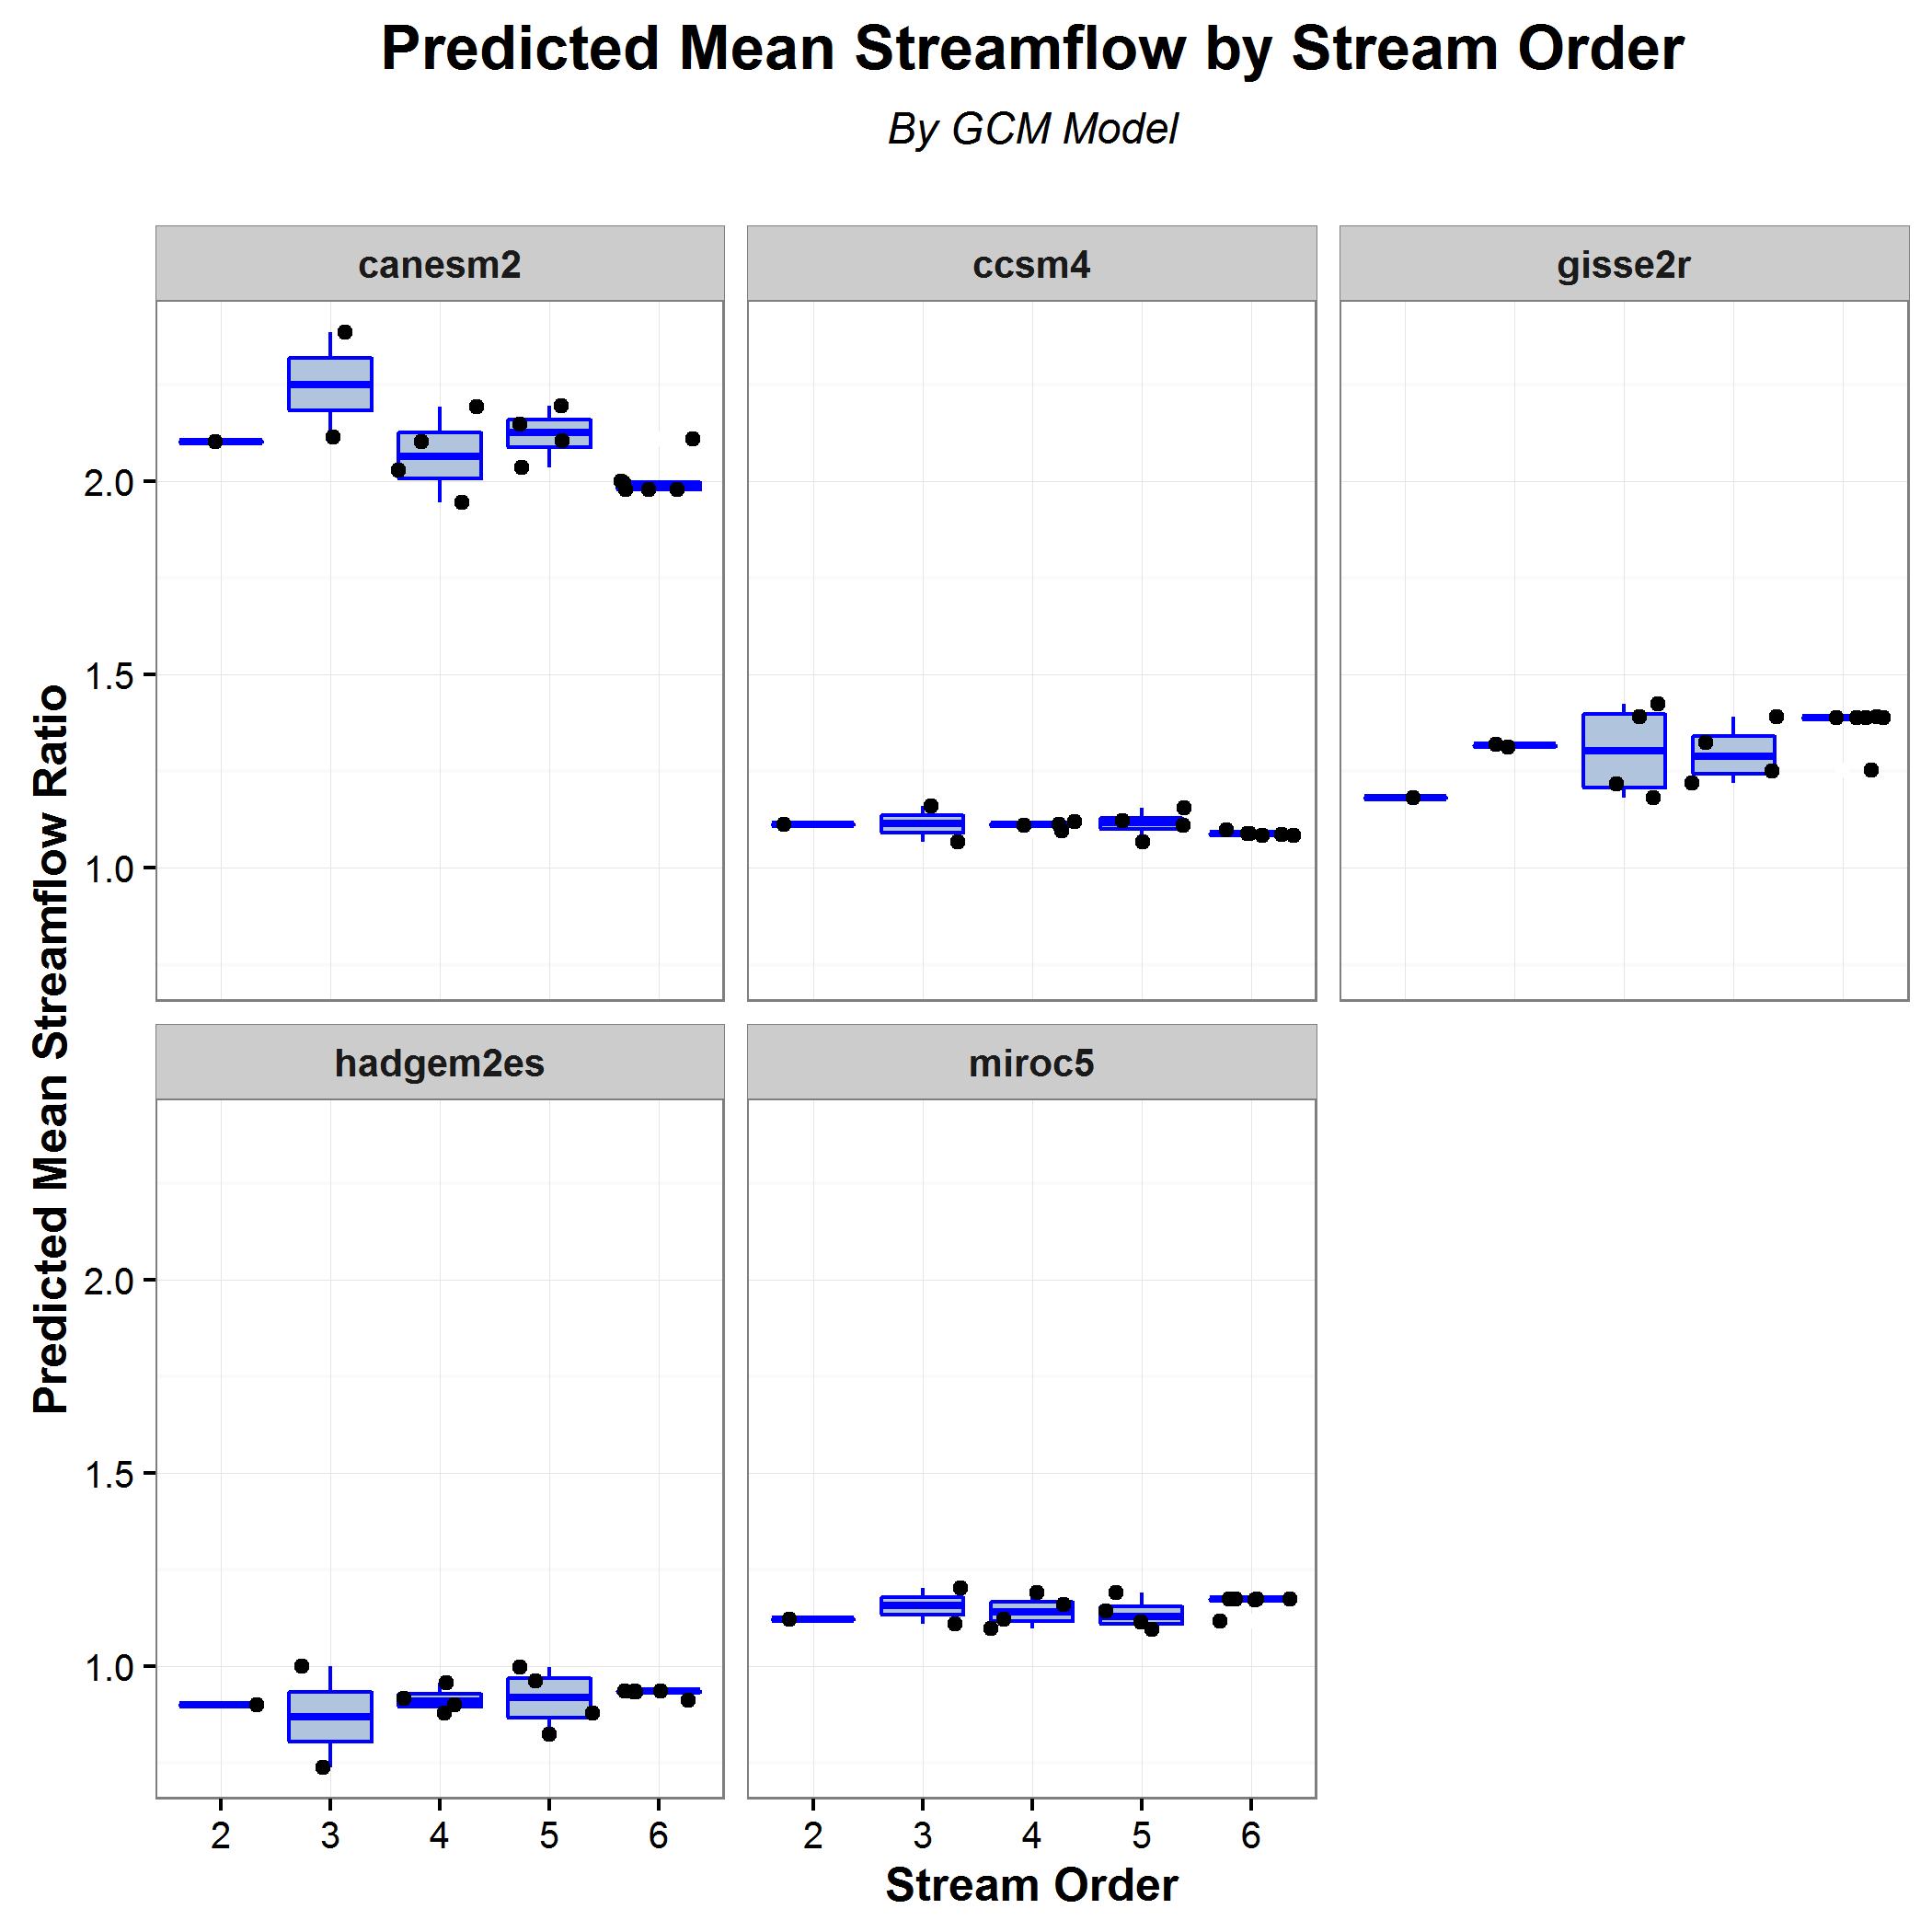 Predicted Mean Streamflow by Stream Order
By GCM Model
canesm2
ccsm4
gisse2r
2.0
1.5
1.0
Predicted Mean Streamflow Ratio
hadgem2es
miroc5
2.0
1.5
1.0
2 3 4 5 6
2 3 4 5 6
Stream Order